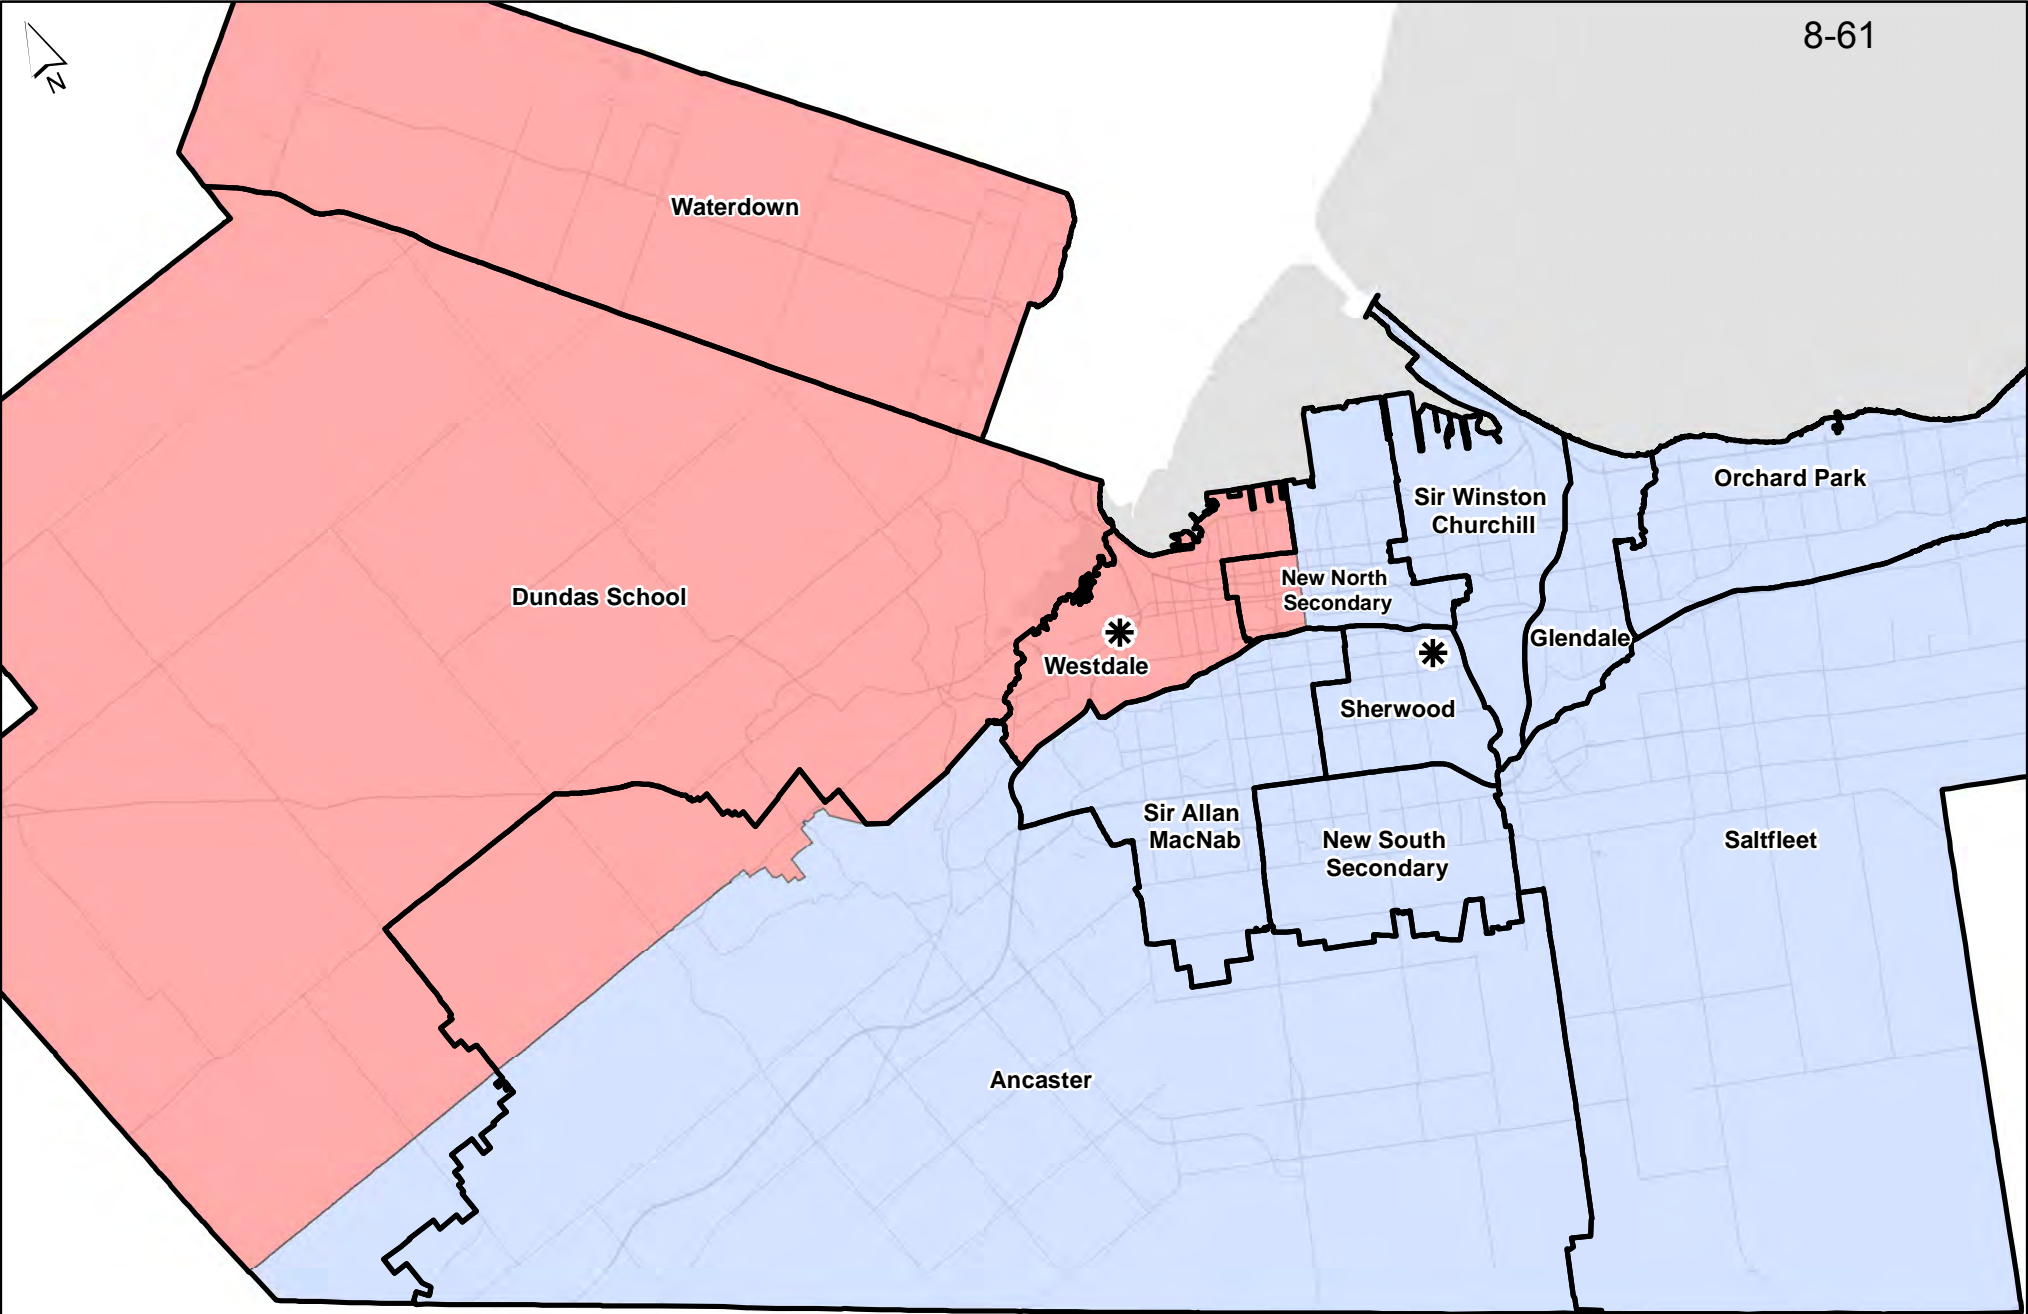 8-61
N
Waterdown
Orchard Park
Sir Winston
Churchill
New North
Secondary
Dundas School
Glendale
Westdale
Sherwood
Sir Allan
MacNab
New South
Secondary
Saltfleet
Ancaster